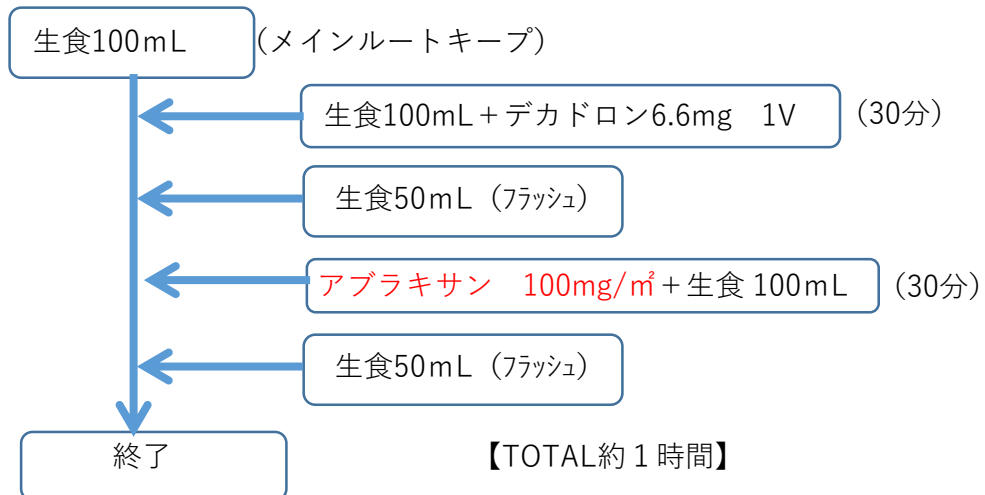 生食100mL (メインルートキープ)
生食100mL＋デカドロン6.6mg　1V (30分)
生食50mL (ﾌﾗｯｼｭ)
アブラキサン　100mg/㎡＋生食 100mL (30分)
生食50mL (ﾌﾗｯｼｭ)
終了 【TOTAL約１時間】